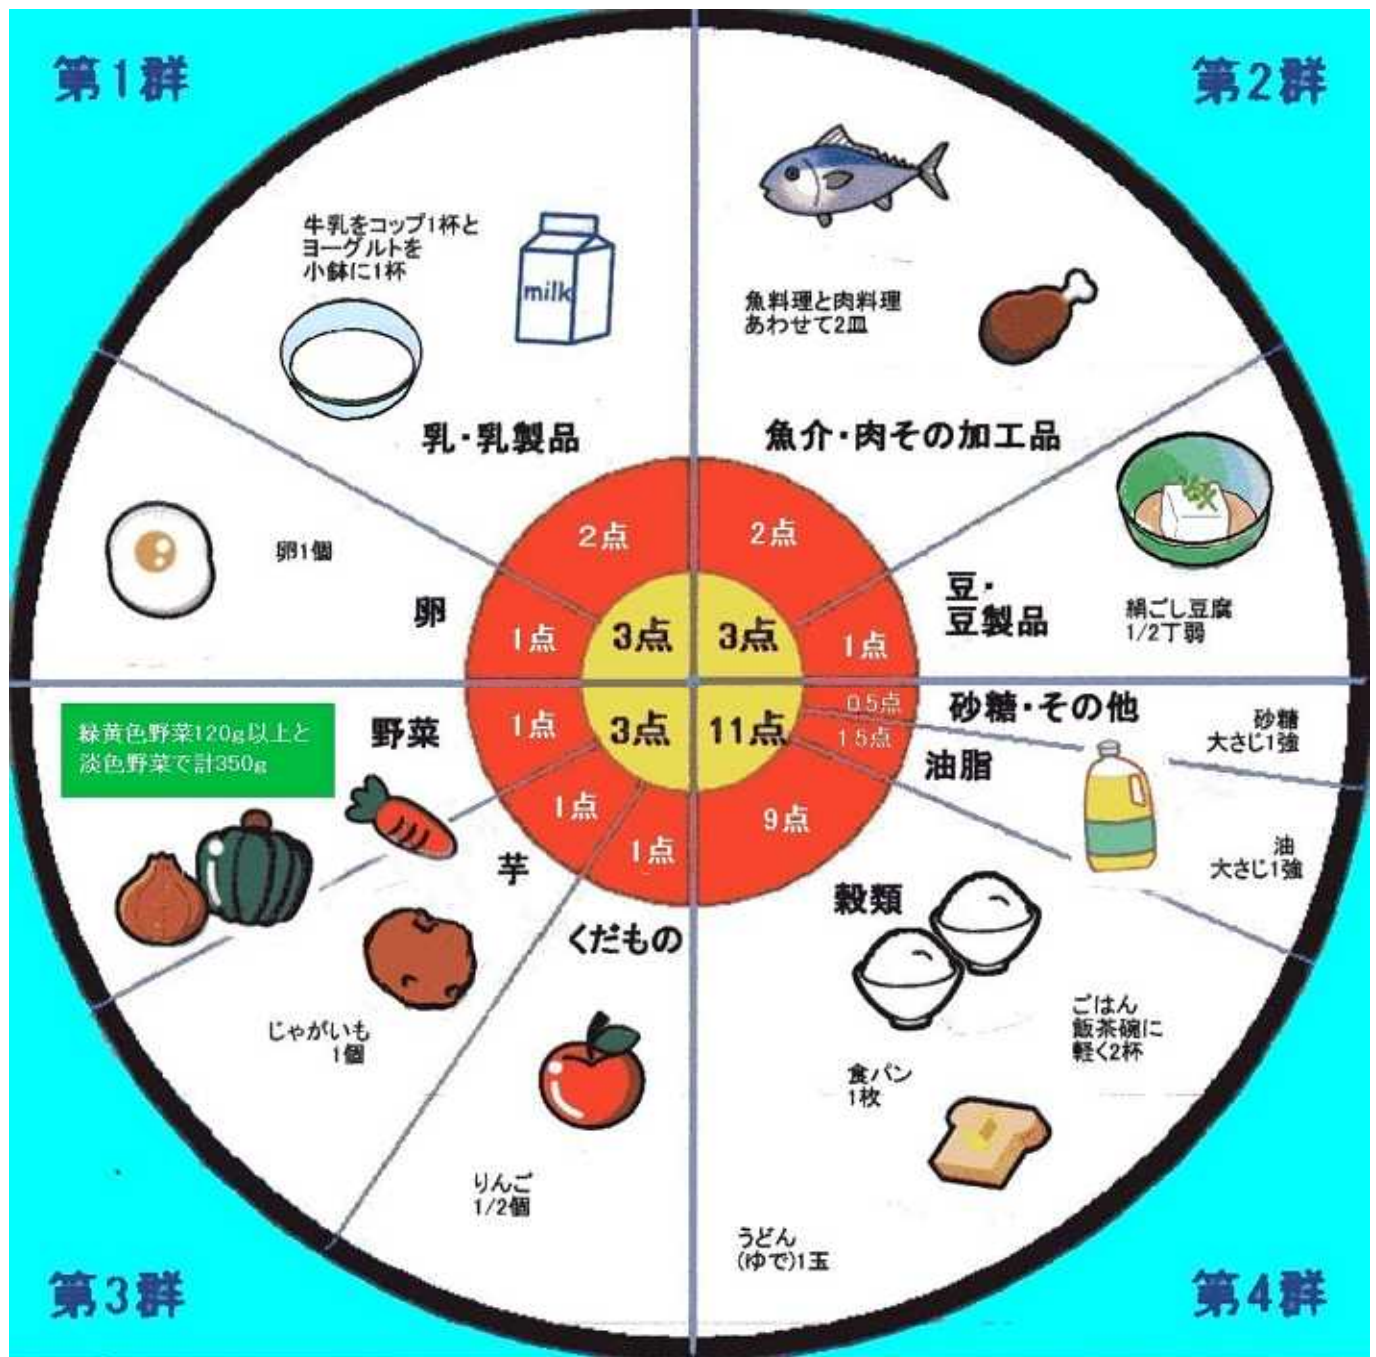 第1群
第2群
牛乳をコップ1杯と
ヨーグルトを
小鉢に1杯
milk
乳・乳製品
魚料理と肉料理
あわせて2皿
魚介・肉その加工品
卵1個
卵
豆・
豆製品
絹ごし豆腐
1/2丁弱
2点
2点
1点
3点
3点
1点
1点
3点
11点
0.5点
1.5点
1点
1点
9点
緑黄色野菜120g以上と
淡色野菜で計350g
野菜
砂糖・その他
砂糖
大さじ1強
油脂
油
大さじ1強
芋
じゃがいも
1個
くだもの
りんご
1/2個
穀類
ごはん
飯茶碗に
軽く2杯
食パン
1枚
うどん
(ゆで)1玉
第3群
第4群